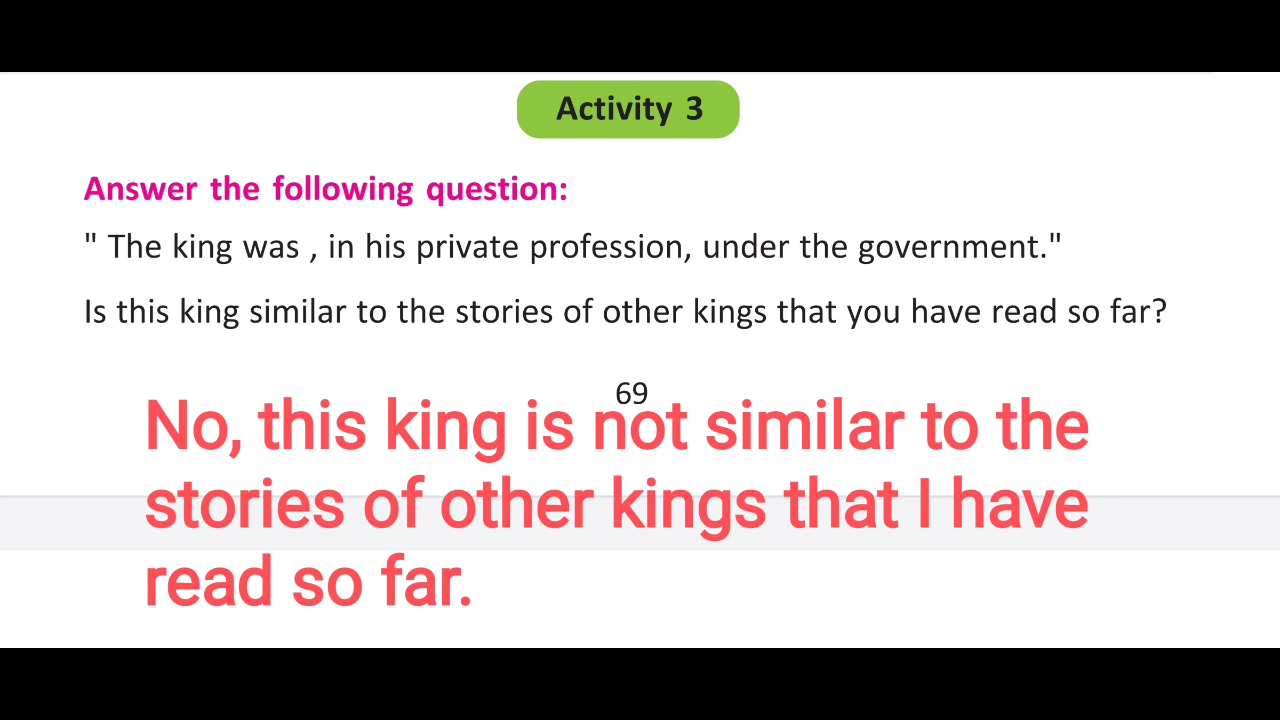 Activity 3
Answer the following question:
" The king was , in his private profession, under the government."
Is this king similar to the stories of other kings that you have read so far?
69
No, this king is not similar to the
stories of other kings that I have
read so far.